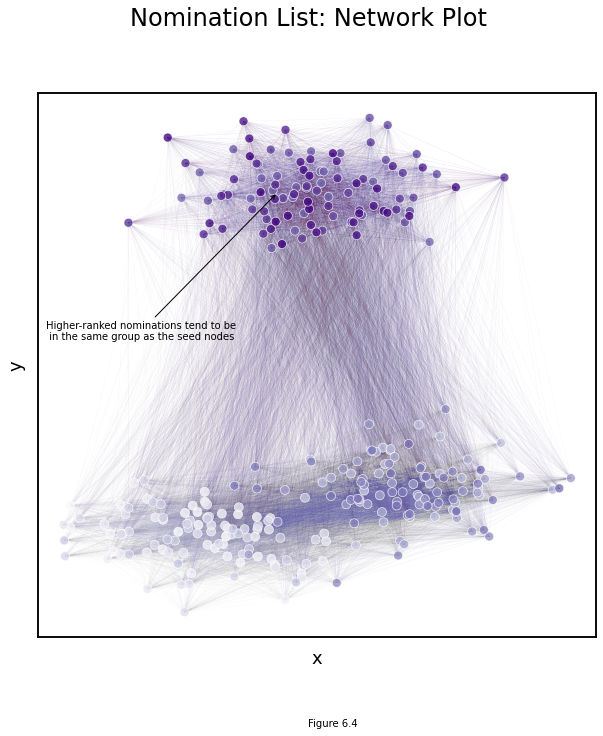 Nomination List: Network Plot
Higher-ranked nominations tend to be
in the same group as the seed nodes
y
x
Figure 6.4